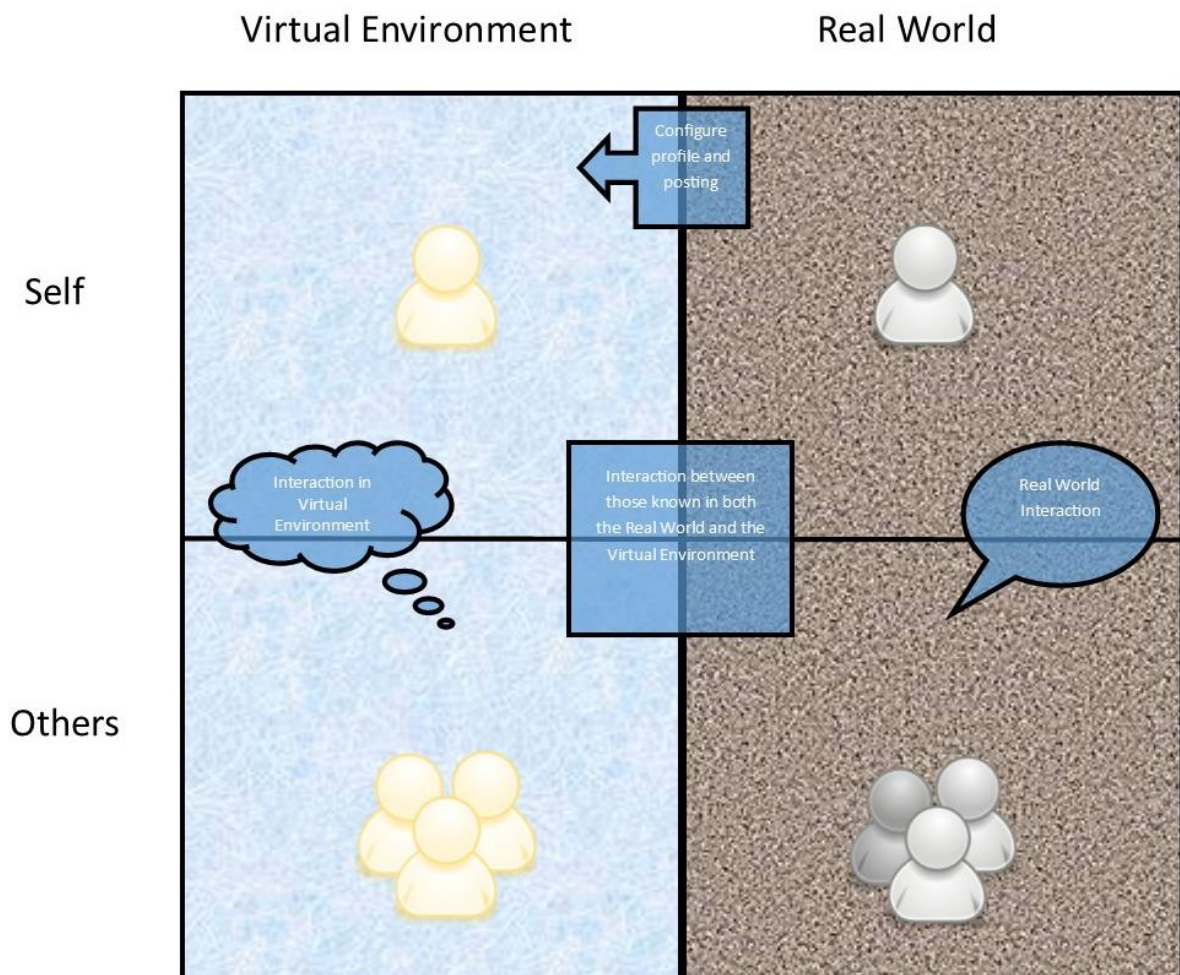 Virtual Environment
Real World
Configure
profile and
posting
Self
Interaction in
Virtual
Environment
Interaction between
those known in both
the Real World and the
Virtual Environment
Real World
Interaction
Others